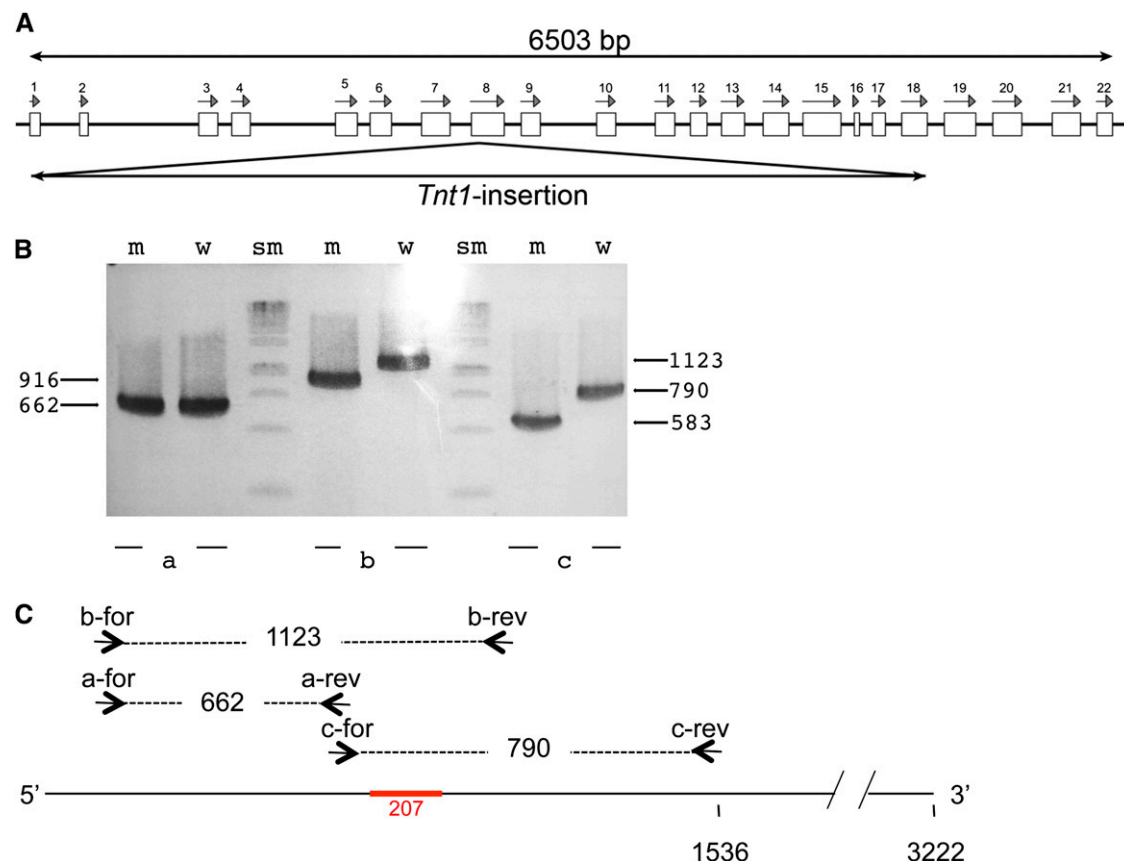 A
6503 bp
1 2 3 4 5 6 7 8 9 10 11 12 13 14 15 16 17 18 19 20 21 22
Tnt1-insertion
B
m w sm m w sm m w
916
662
1123
790
583
a b c
C
b-for 1123 b-rev
a-for 662 a-rev
c-for 790 c-rev
5’ 3’
207
1536 3222